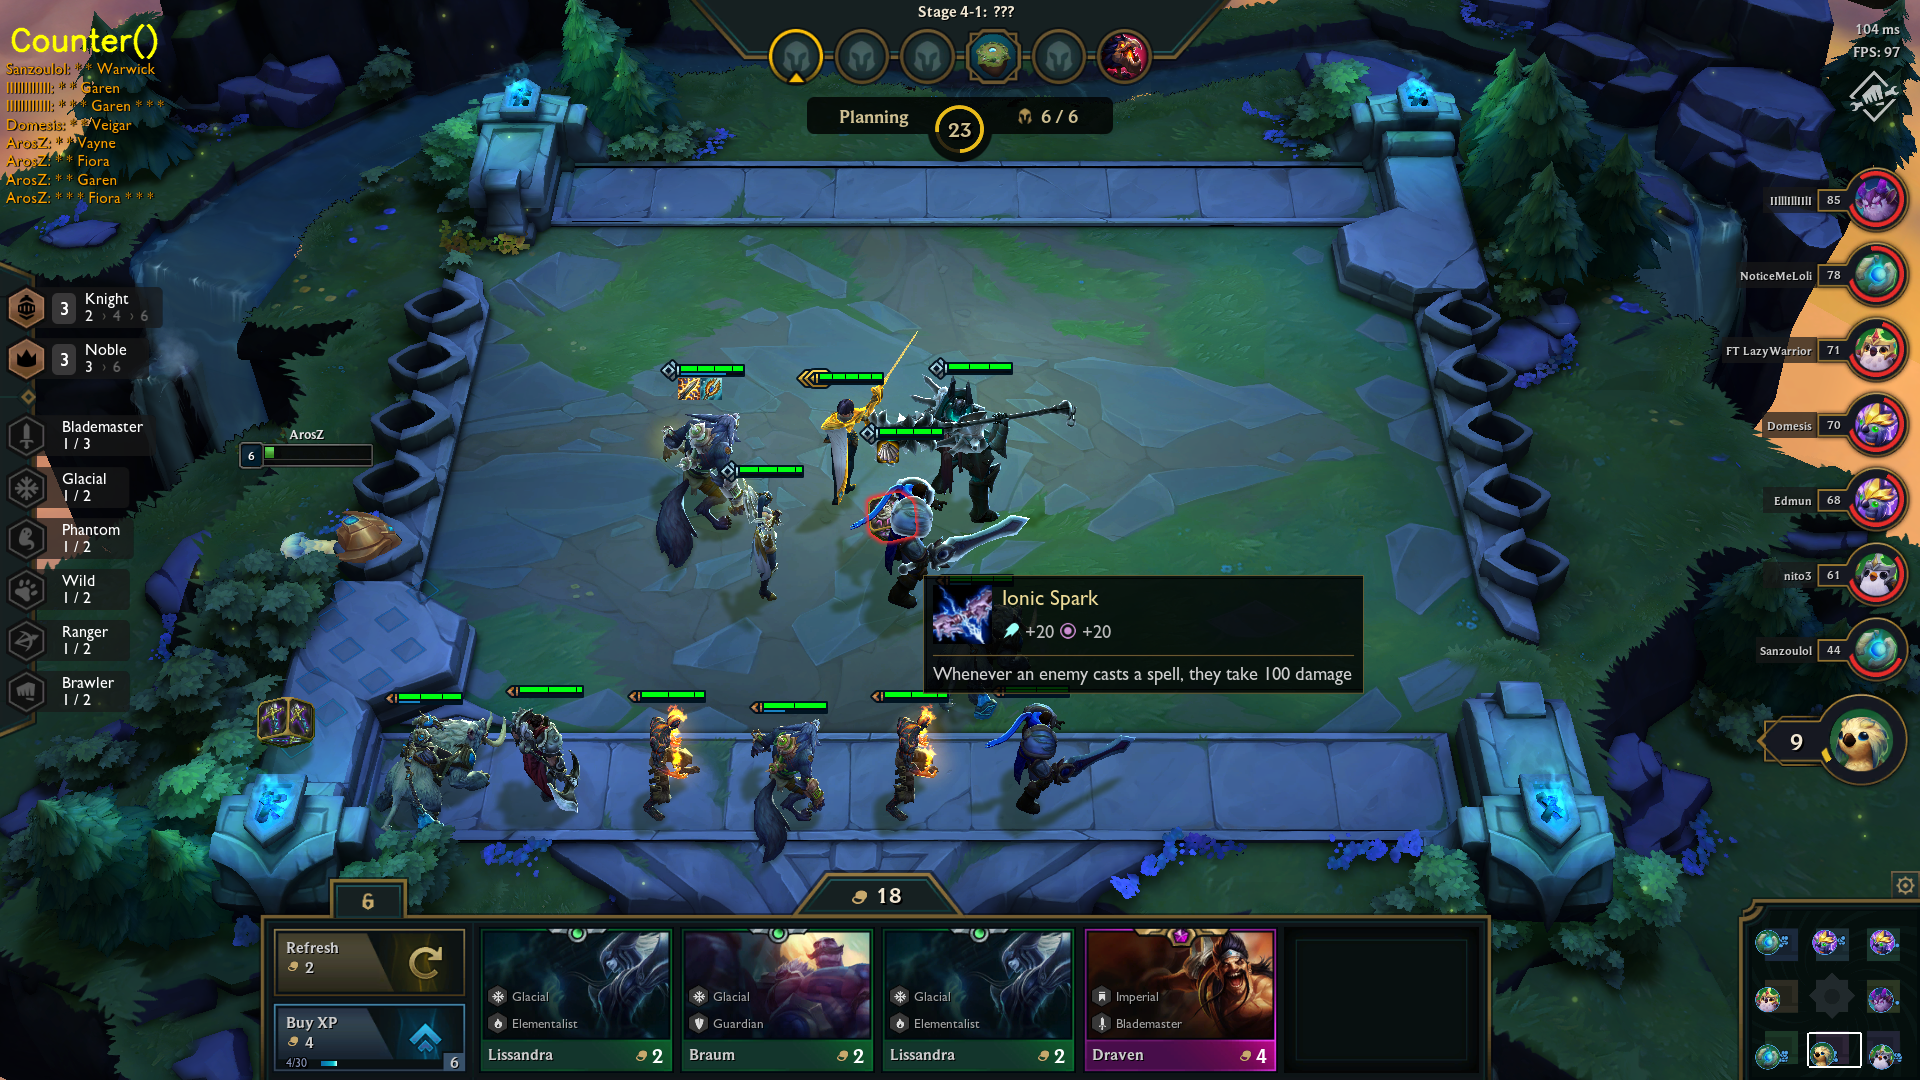 Stage 4-1: ???
Counter()
Sanzoulol: * * Warwick
IIIIIIIIIIII: * * Garen
IIIIIIIIIIII: * * * Garen * * *
Domesis: * * Veigar
ArosZ: * * Vayne
ArosZ: * * Fiora
ArosZ: * * Garen
ArosZ: * * * Fiora * * *
104 ms
FPS: 97
Planning
23
6 / 6
85
NoticeMeLoli 78
FT LazyWarrior 71
Domesis 70
Edmun 68
nito3 61
Sanzoulol 44
9
3 Knight
2 › 4 › 6
3 Noble
3 › 6
Blademaster
1 / 3
Glacial
1 / 2
Phantom
1 / 2
Wild
1 / 2
Ranger
1 / 2
Brawler
1 / 2
ArosZ
6
Ionic Spark
+20 +20
Whenever an enemy casts a spell, they take 100 damage
6
18
Refresh
2
Buy XP
4
4/30
6
Glacial
Elementalist
Lissandra 2
Glacial
Guardian
Braum 2
Glacial
Elementalist
Lissandra 2
Imperial
Blademaster
Draven 4